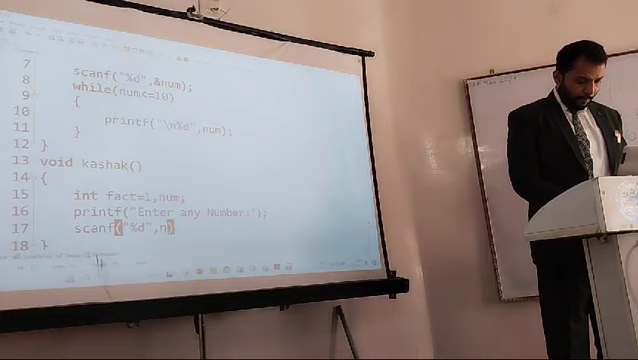 7 scanf("%d",&num);
8 while(num<=10)
9 {
10 printf("\n%d",num);
11 }
12 }
13 void kashak()
14 {
15 int fact=1,num;
16 printf("Enter any Number:");
17 scanf("%d",n)
18 }